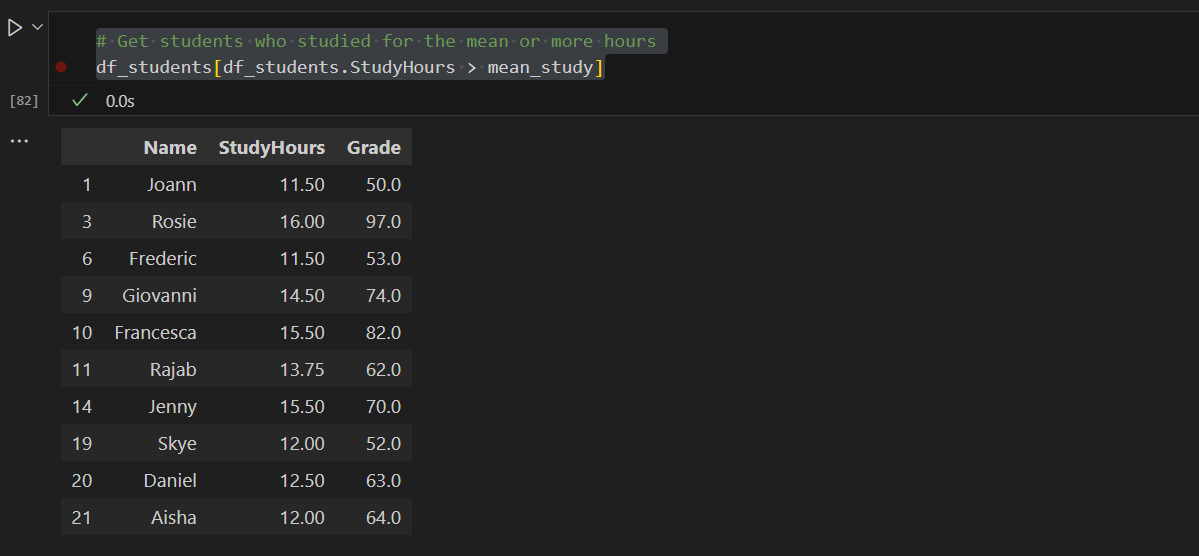 # Get students who studied for the mean or more hours
df_students[df_students.StudyHours > mean_study]
[82] 0.0s
...
Name StudyHours Grade
1 Joann 11.50 50.0
3 Rosie 16.00 97.0
6 Frederic 11.50 53.0
9 Giovanni 14.50 74.0
10 Francesca 15.50 82.0
11 Rajab 13.75 62.0
14 Jenny 15.50 70.0
19 Skye 12.00 52.0
20 Daniel 12.50 63.0
21 Aisha 12.00 64.0